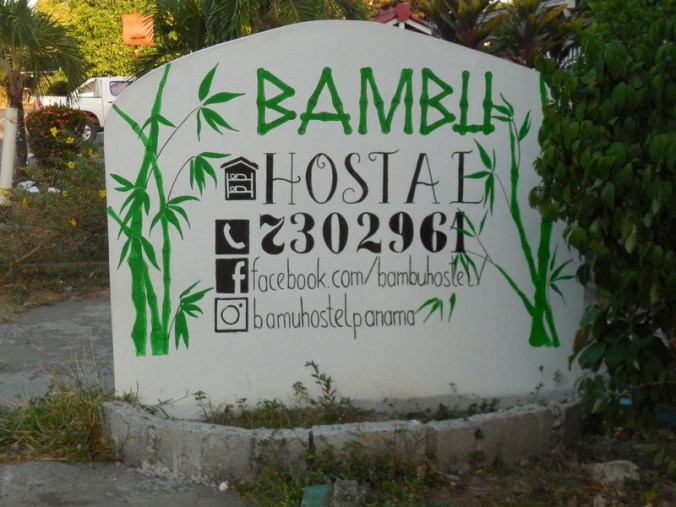 BAMBU
HOSTAL
7302961
facebook.com/bambuhostel
bamuhostelpanama